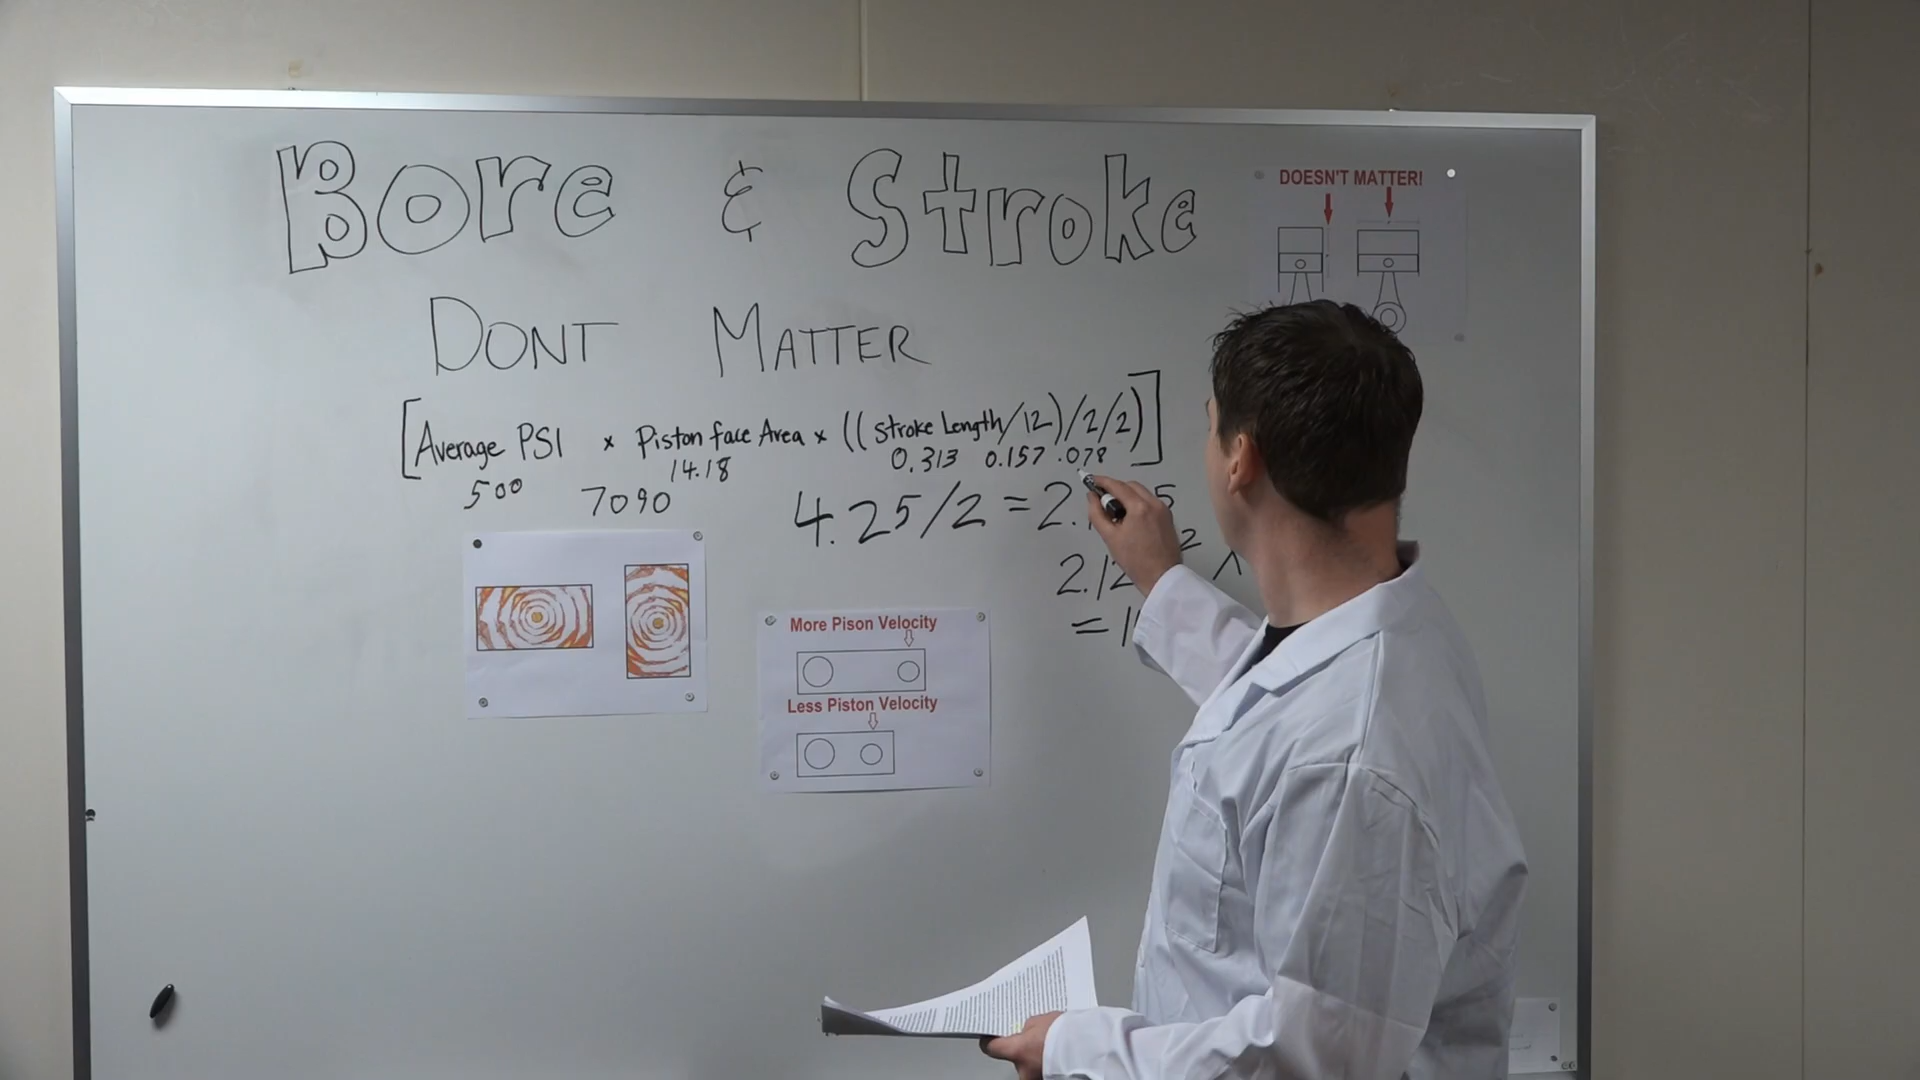 Bore & Stroke
DONT MATTER
DOESN'T MATTER!
[Average PSI x Piston face Area x ((stroke Length/12)/2/2)]
500 14.18 0.313 0.157 .078
7090
4.25/2=2.
2.12
More Pison Velocity
Less Piston Velocity